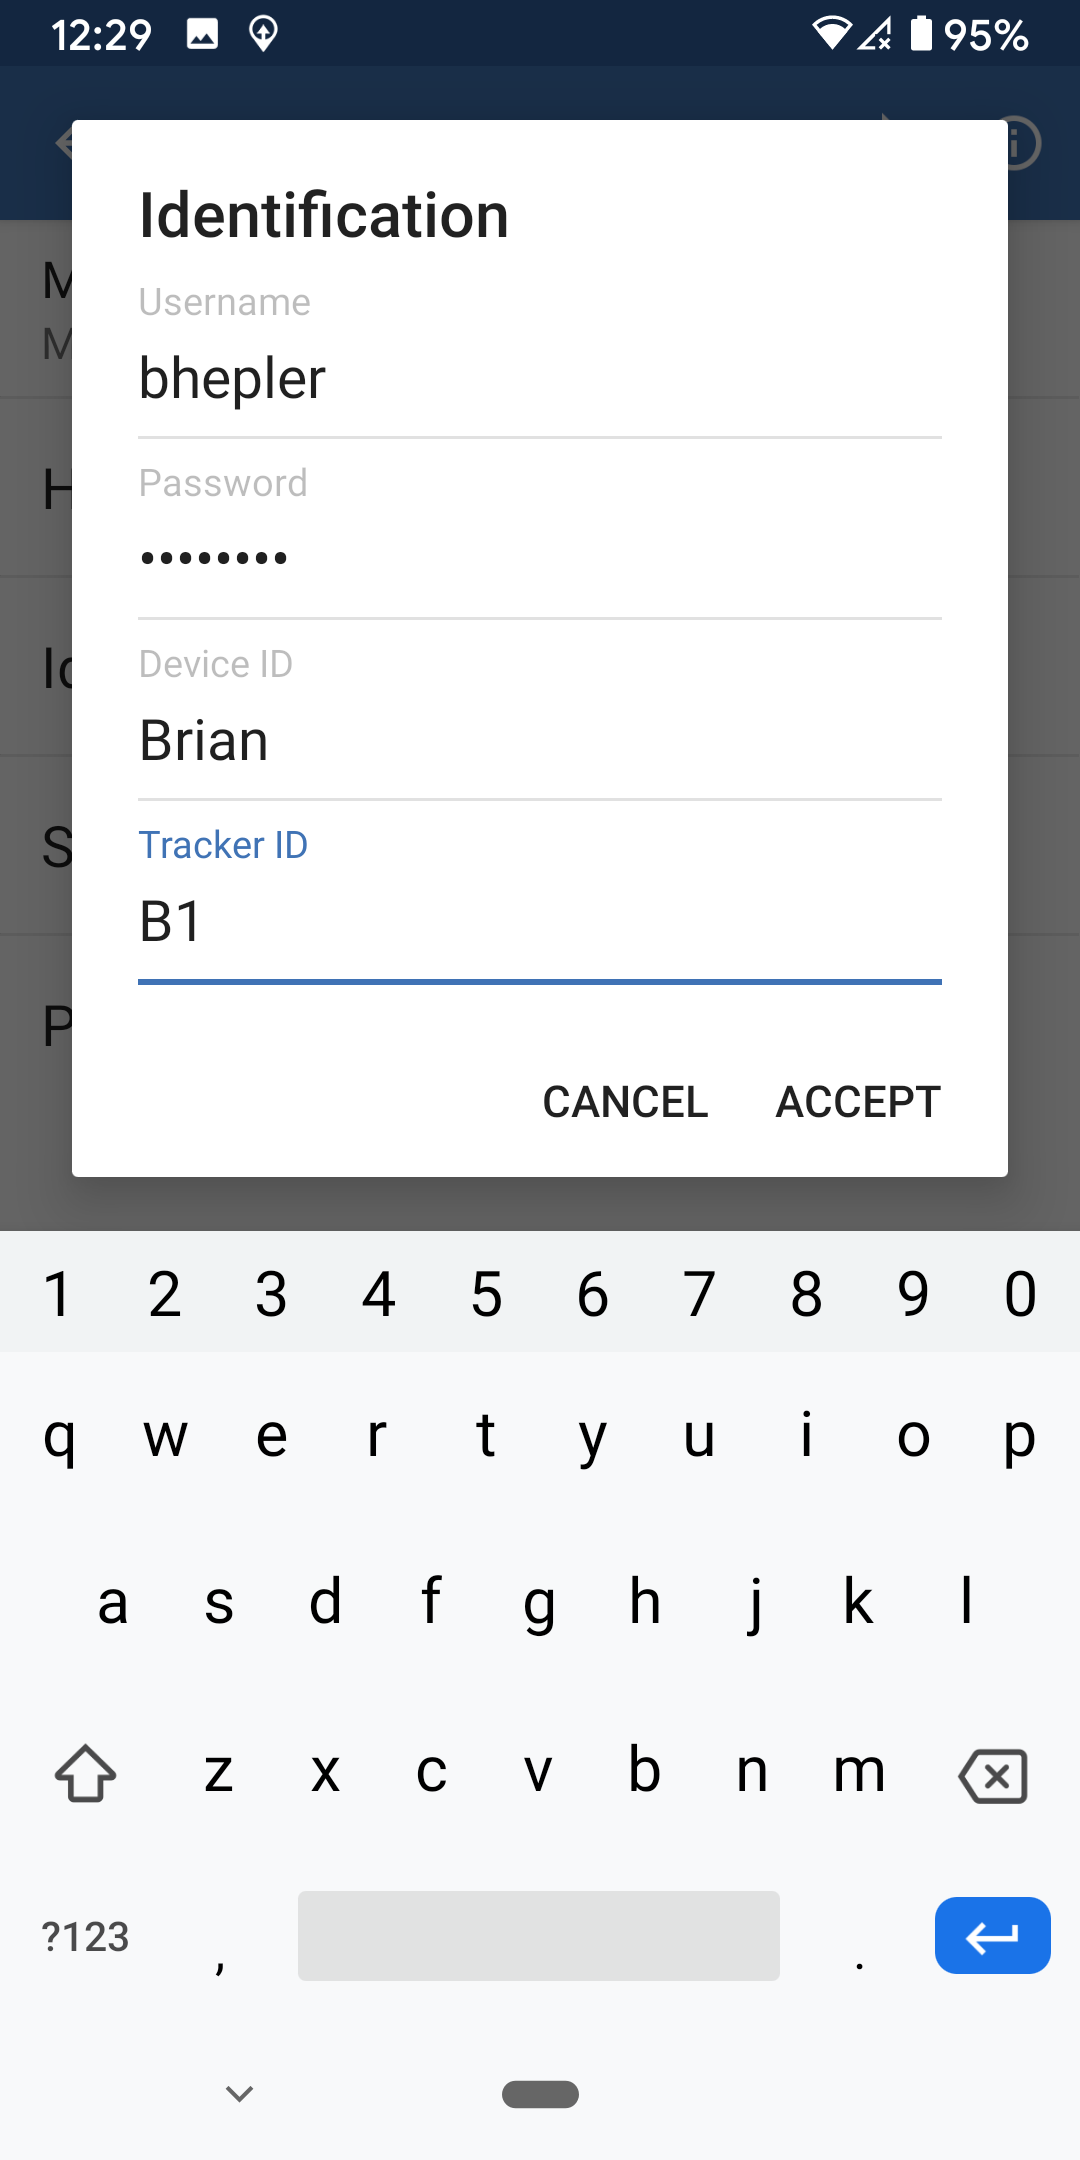 12:29 95%
M
M
H
Id
S
P
Identification
Username
bhepler
Password
••••••••
Device ID
Brian
Tracker ID
B1
CANCEL ACCEPT
1 2 3 4 5 6 7 8 9 0
q w e r t y u i o p
a s d f g h j k l
z x c v b n m
?123 , .